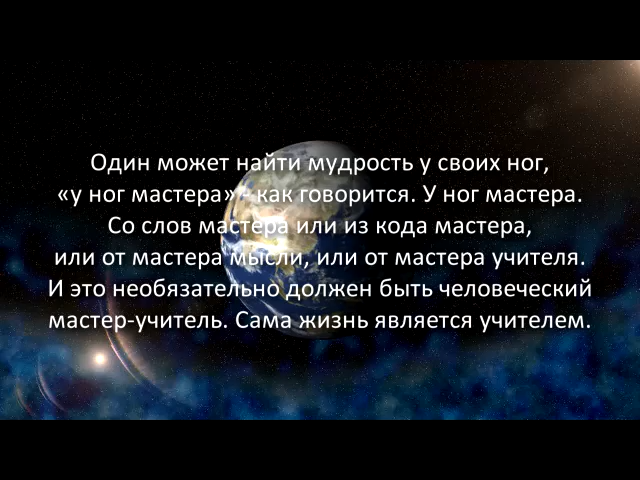 Один может найти мудрость у своих ног,
«у ног мастера» - как говорится. У ног мастера.
Со слов мастера или из кода мастера,
или от мастера мысли, или от мастера учителя.
И это необязательно должен быть человеческий
мастер-учитель. Сама жизнь является учителем.